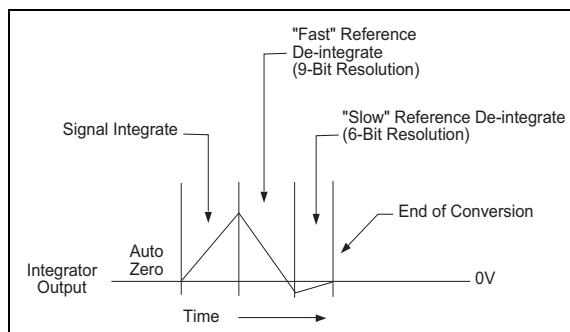 "Fast" Reference
De-integrate
(9-Bit Resolution)
"Slow" Reference De-integrate
(6-Bit Resolution)
Signal Integrate
End of Conversion
Auto
Zero
Integrator
Output
0V
Time